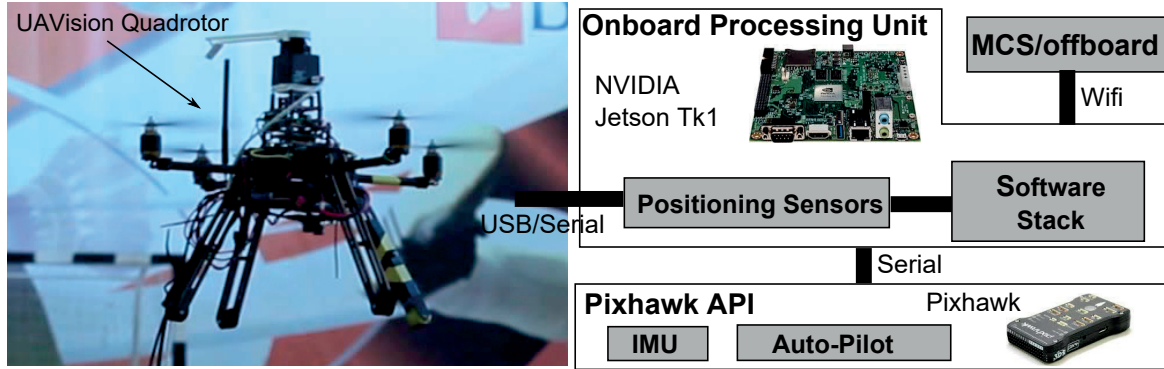 UAVision Quadrotor
Onboard Processing Unit
NVIDIA
Jetson Tk1
MCS/offboard
Wifi
USB/Serial
Positioning Sensors
Software
Stack
Serial
Pixhawk API
Pixhawk
IMU
Auto-Pilot